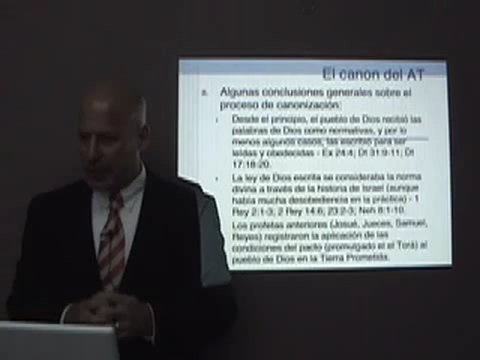 El canon del AT
a. Algunas conclusiones generales sobre el
proceso de canonización:
Desde el principio, el pueblo de Dios recibió las
palabras de Dios como normativas, y por lo
menos algunos casos, las escritas para ser
leídas y obedecidas - Ex 24:4; Dt 31:9-11; Dt
17:18-20.
La ley de Dios escrita se consideraba la norma
divina a través de la historia de Israel (aunque
había mucha desobediencia en la práctica) - 1
Rey 2:1-3; 2 Rey 14:6; 23:2-3; Neh 8:1-10.
Los profetas anteriores (Josué, Jueces, Samuel,
Reyes) registraron la aplicación de las
condiciones del pacto (promulgado el el Torá) al
pueblo de Dios en la Tierra Prometida.